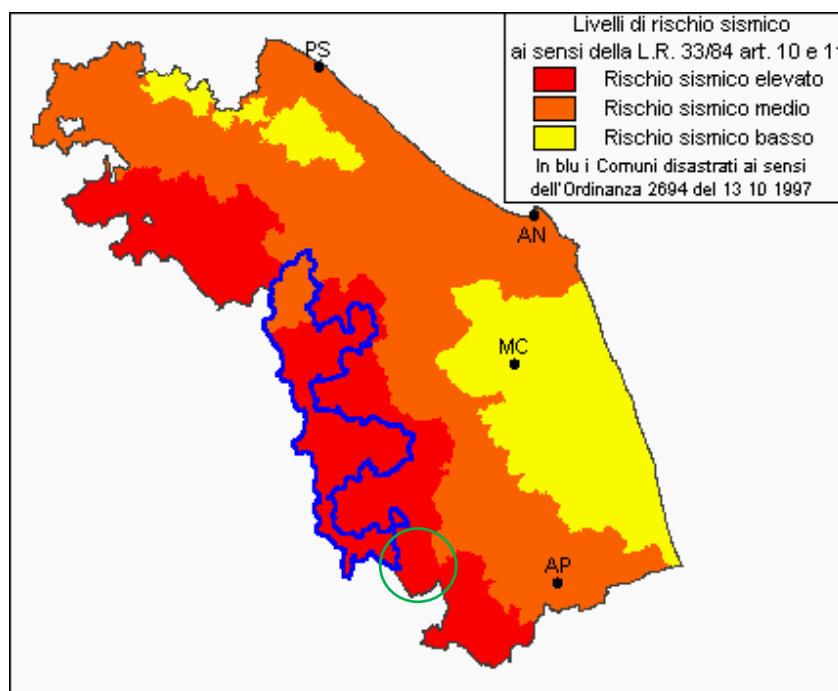 Livelli di rischio sismico
ai sensi della L.R. 33/84 art. 10 e 11
Rischio sismico elevato
Rischio sismico medio
Rischio sismico basso
In blu i Comuni disastrati ai sensi
dell'Ordinanza 2694 del 13 10 1997
PS
AN
MC
AP